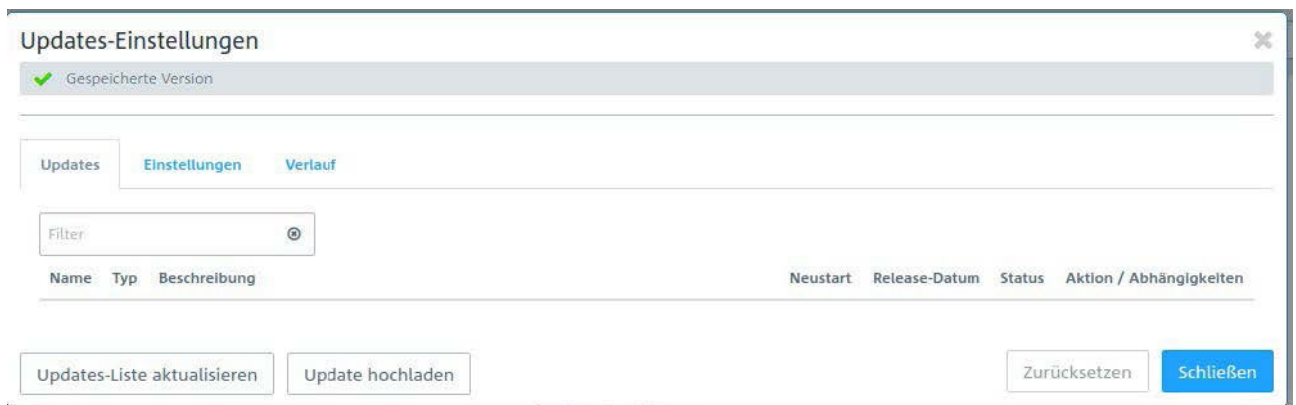 Updates-Einstellungen
Gespeicherte Version
Updates Einstellungen Verlauf
Filter
Name Typ Beschreibung Neustart Release-Datum Status Aktion / Abhängigkeiten
Updates-Liste aktualisieren Update hochladen Zurücksetzen Schließen